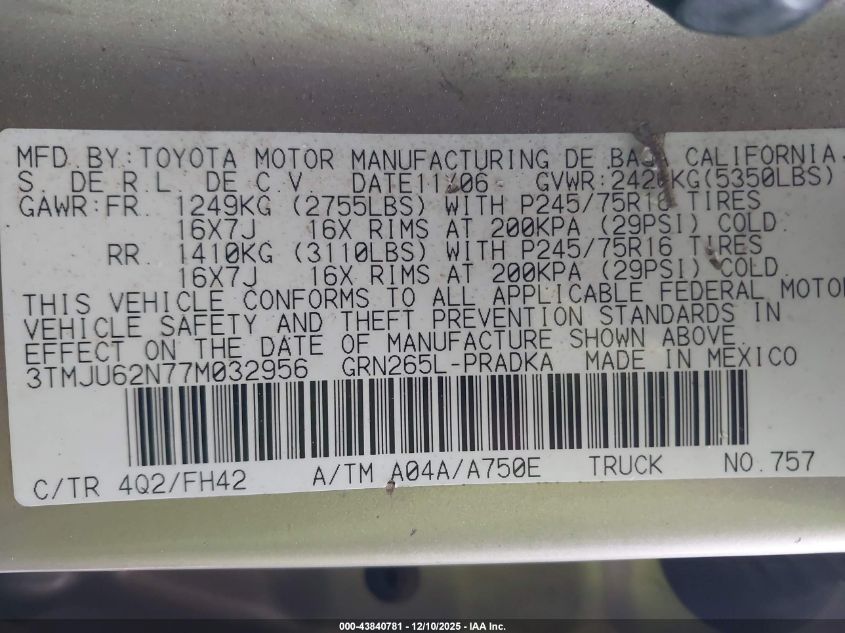 MFD. BY: TOYOTA MOTOR MANUFACTURING DE BAJA CALIFORNIA,
S. DE R.L. DE C.V. DATE 11/06 GVWR: 2426KG(5350LBS)
GAWR: FR. 1249KG (2755LBS) WITH P245/75R16 TIRES
16X7J 16X RIMS AT 200KPA (29PSI) COLD.
RR 1410KG (3110LBS) WITH P245/75R16 TIRES
16X7J 16X RIMS AT 200KPA (29PSI) COLD.
THIS VEHICLE CONFORMS TO ALL APPLICABLE FEDERAL MOTOR
VEHICLE SAFETY AND THEFT PREVENTION STANDARDS IN
EFFECT ON THE DATE OF MANUFACTURE SHOWN ABOVE.
3TMJU62N77M032956 GRN265L-PRADKA MADE IN MEXICO
C/TR 4Q2/FH42 A/TM A04A/A750E TRUCK NO. 757
000-43840781 - 12/10/2025 - IAA Inc.